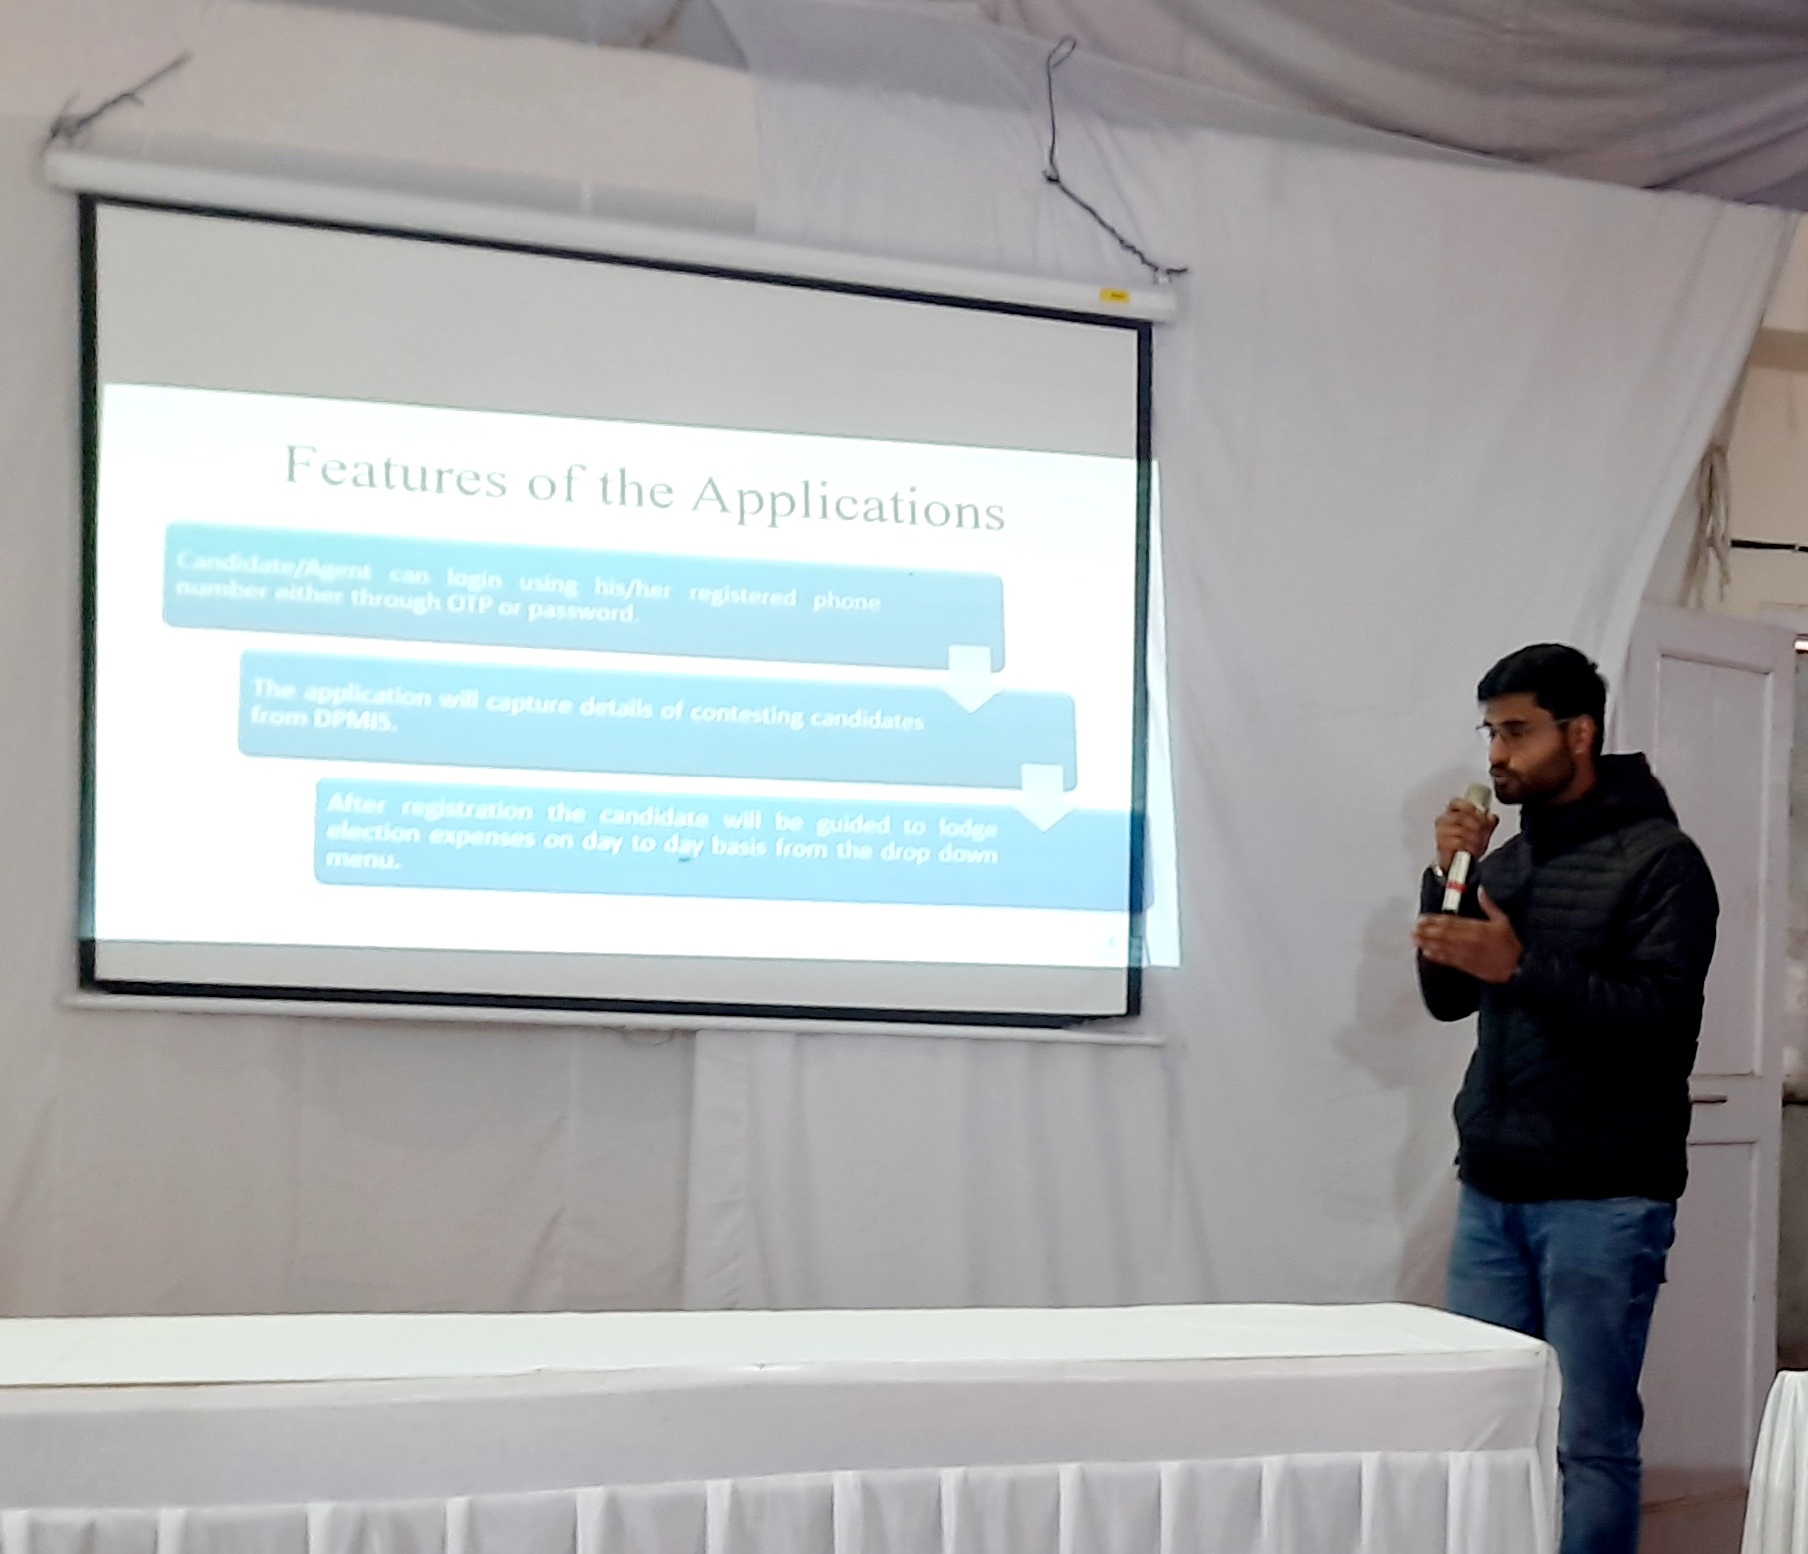 Features of the Applications
Candidate/Agent can login using his/her registered phone
number either through OTP or password.
The application will capture details of contesting candidates
from DPMIS.
After registration the candidate will be guided to lodge
election expenses on day to day basis from the drop down
menu.